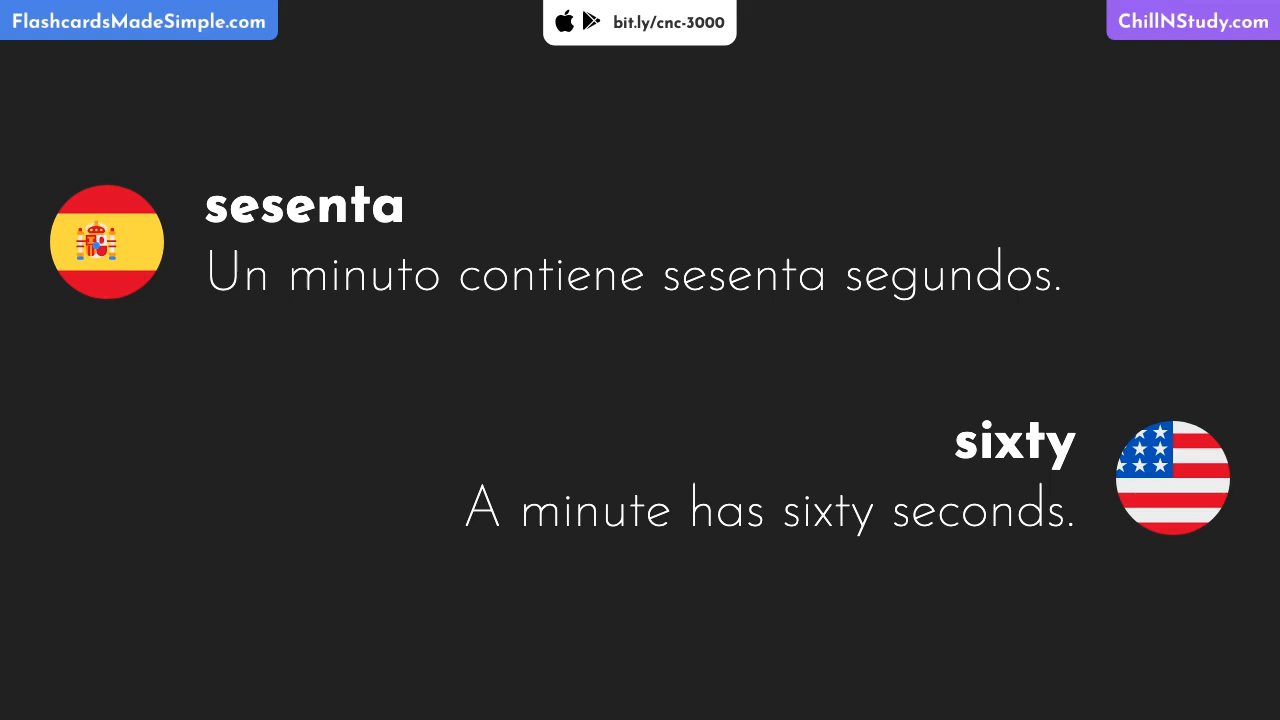 FlashcardsMadeSimple.com
bit.ly/cnc-3000
ChillNStudy.com
sesenta
Un minuto contiene sesenta segundos.
sixty
A minute has sixty seconds.